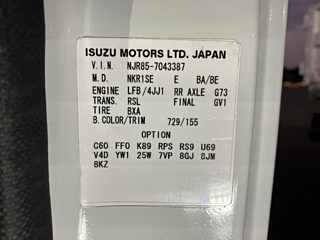 ISUZU MOTORS LTD. JAPAN
V.I.N. NJR85-7043387
M.D. NKR1SE E BA/BE
ENGINE LFB/4JJ1 RR AXLE G73
TRANS. RSL FINAL GV1
TIRE BXA
B.COLOR/TRIM 729/155
OPTION
C60 FF0 K89 RPS RS9 U69
V4D YW1 25W 7VP 8GJ 8JM
8KZ